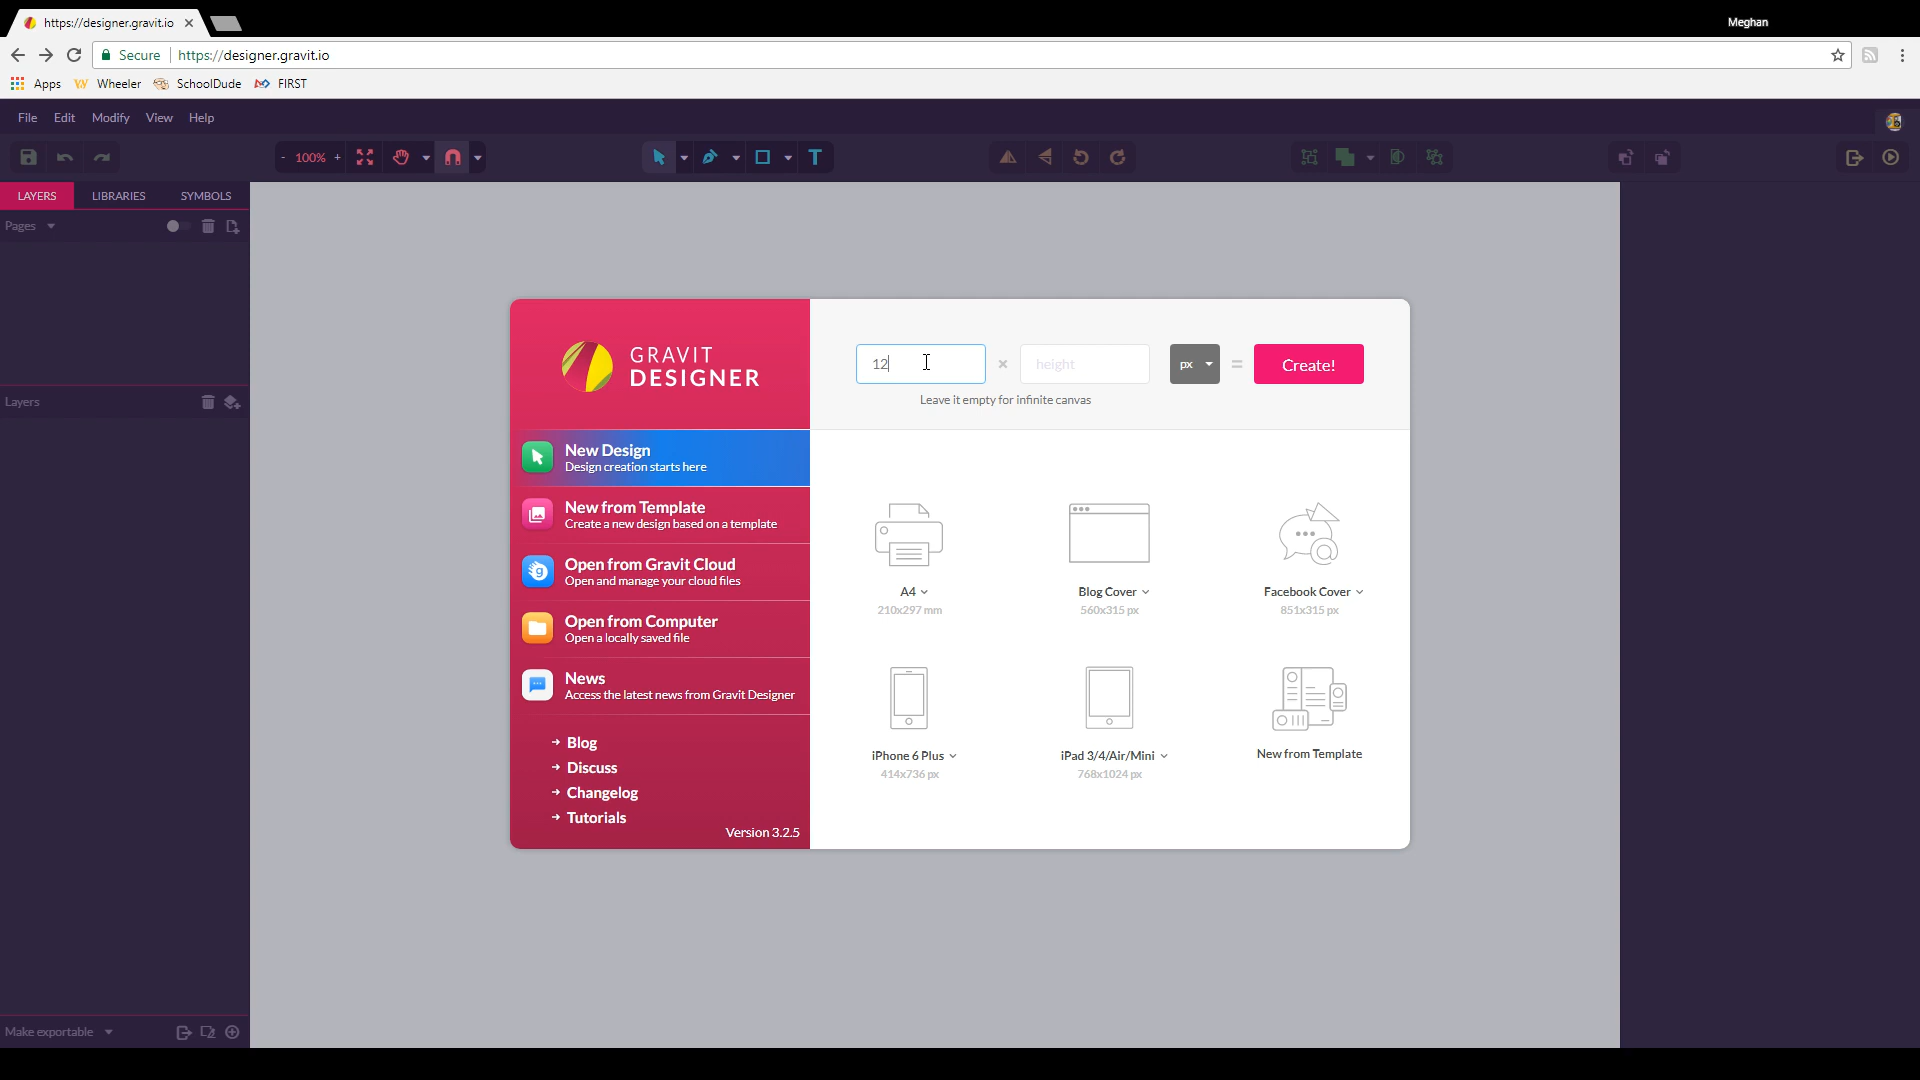 https://designer.gravit.io
Meghan
Secure
https://designer.gravit.io
Apps
Wheeler
SchoolDude
FIRST
File
Edit
Modify
View
Help
- 100% +
T
LAYERS
LIBRARIES
SYMBOLS
Pages
Layers
GRAVIT
DESIGNER
12
×
height
px
=
Create!
Leave it empty for infinite canvas
New Design
Design creation starts here
New from Template
Create a new design based on a template
Open from Gravit Cloud
Open and manage your cloud files
Open from Computer
Open a locally saved file
News
Access the latest news from Gravit Designer
Blog
Discuss
Changelog
Tutorials
Version 3.2.5
A4
210x297 mm
Blog Cover
560x315 px
Facebook Cover
851x315 px
iPhone 6 Plus
414x736 px
iPad 3/4/Air/Mini
768x1024 px
New from Template
Make exportable